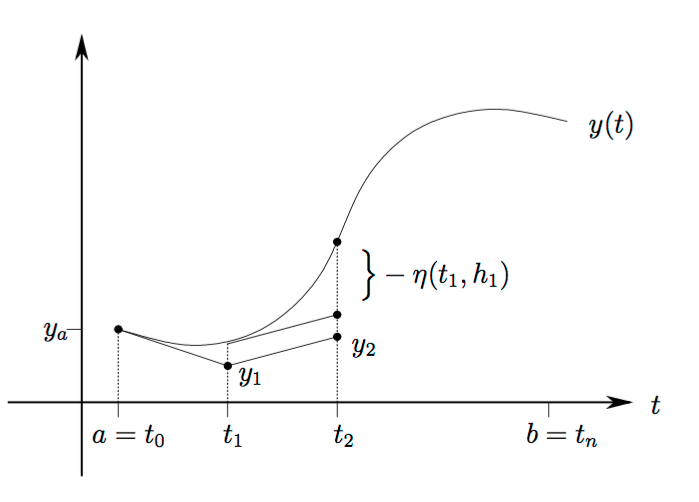 y(t)
} − η(t₁, h₁)
yₐ
y₂
y₁
t
a = t₀
t₁
t₂
b = tₙ